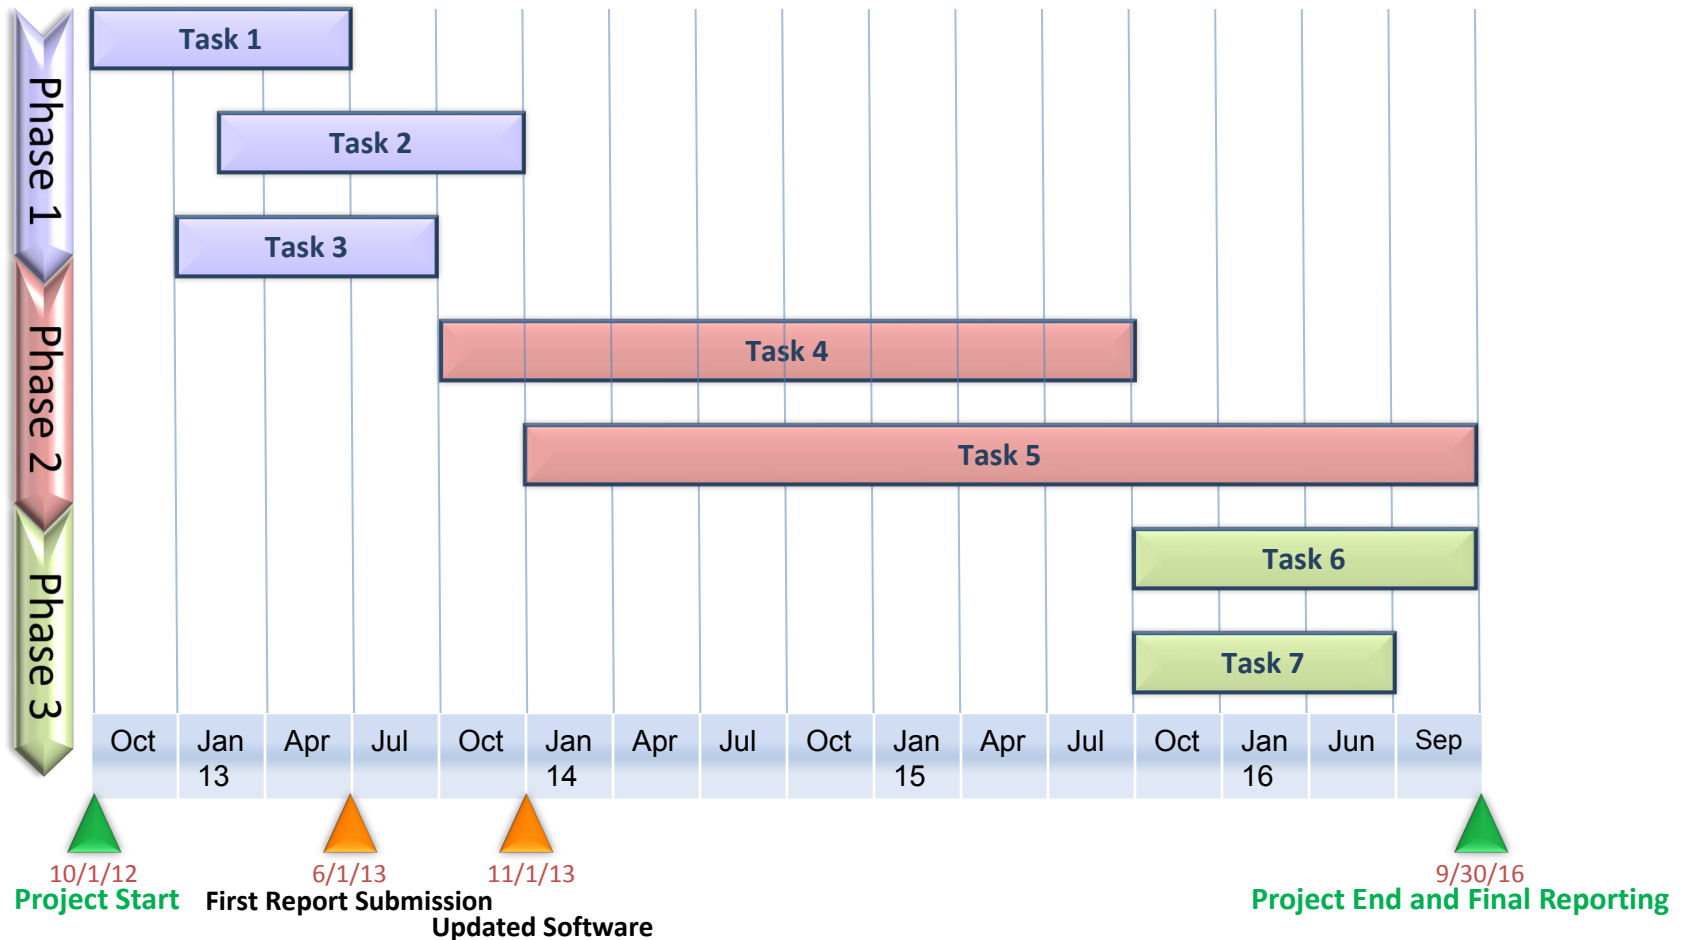 Phase 1
Phase 2
Phase 3
Task 1
Task 2
Task 3
Task 4
Task 5
Task 6
Task 7
Oct Jan Apr Jul Oct Jan Apr Jul Oct Jan Apr Jul Oct Jan Jun Sep
13 14 15 16
10/1/12 6/1/13 11/1/13 9/30/16
Project Start First Report Submission Project End and Final Reporting
Updated Software